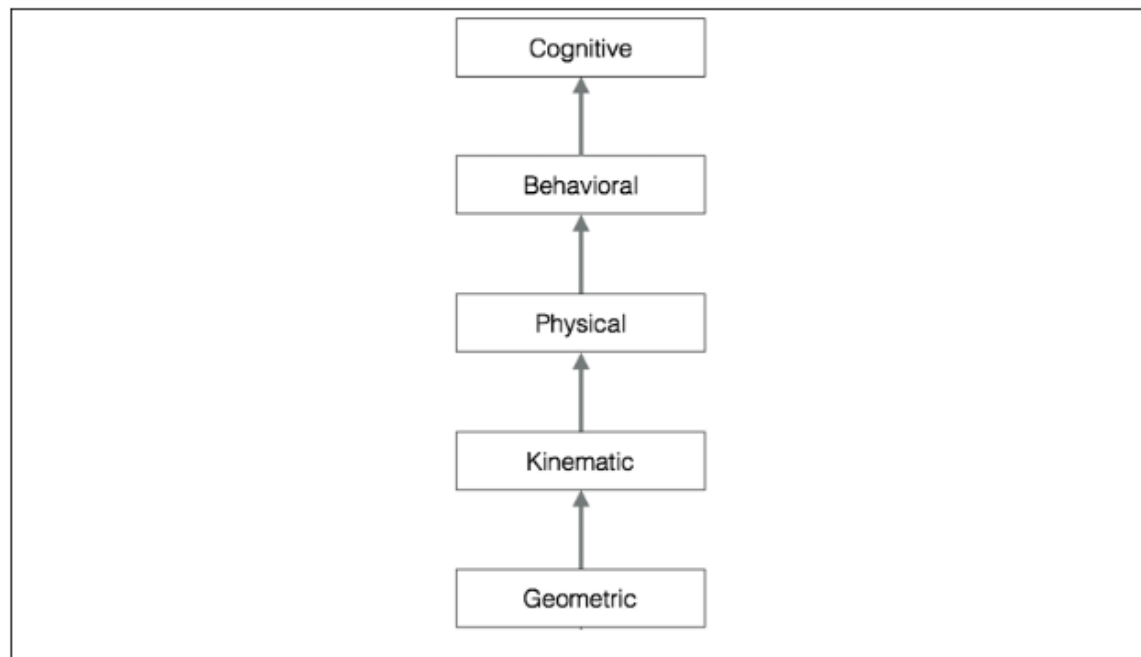 Cognitive
Behavioral
Physical
Kinematic
Geometric